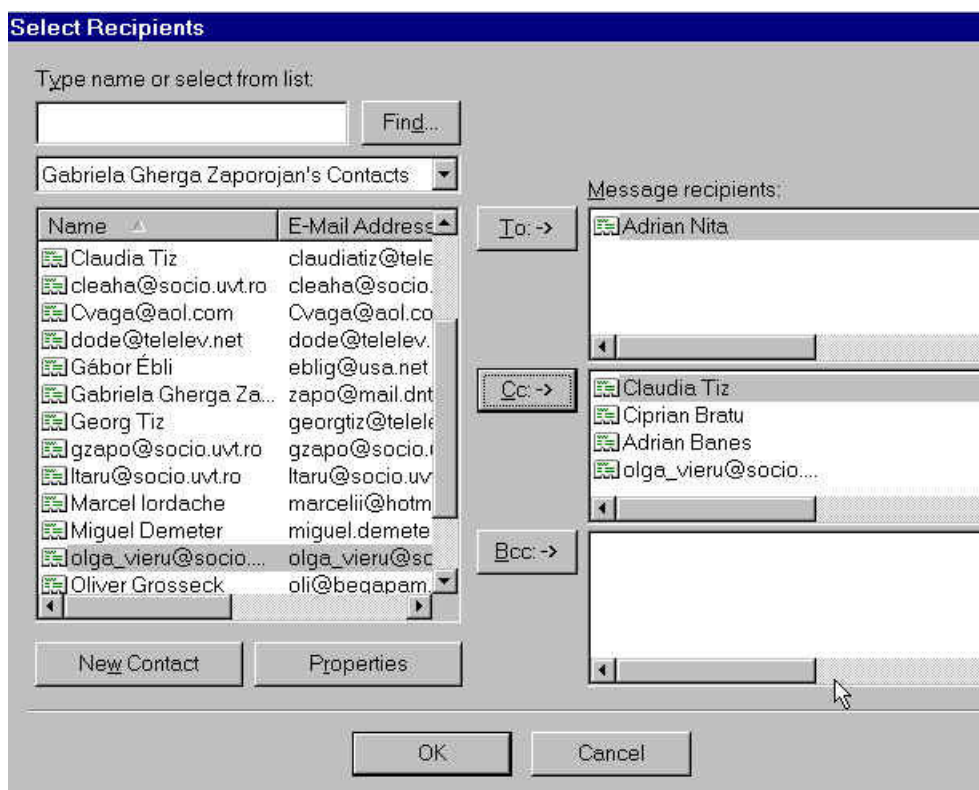 Select Recipients
Type name or select from list:
Find...
Gabriela Gherga Zaporojan's Contacts
Name E-Mail Address
Claudia Tiz claudiatiz@tele
cleaha@socio.uvt.ro cleaha@socio.
Cvaga@aol.com Cvaga@aol.co
dode@telelev.net dode@telelev.
Gábor Ébli eblig@usa.net
Gabriela Gherga Za... zapo@mail.dnt
Georg Tiz georgtiz@telele
gzapo@socio.uvt.ro gzapo@socio.u
ltaru@socio.uvt.ro ltaru@socio.uv
Marcel Iordache marcelii@hotm
Miguel Demeter miguel.demete
olga_vieru@socio.... olga_vieru@so
Oliver Grosseck oli@begapam.
New Contact Properties
To: ->
Cc: ->
Bcc: ->
Message recipients:
Adrian Nita
Claudia Tiz
Ciprian Bratu
Adrian Banes
olga_vieru@socio....
OK Cancel